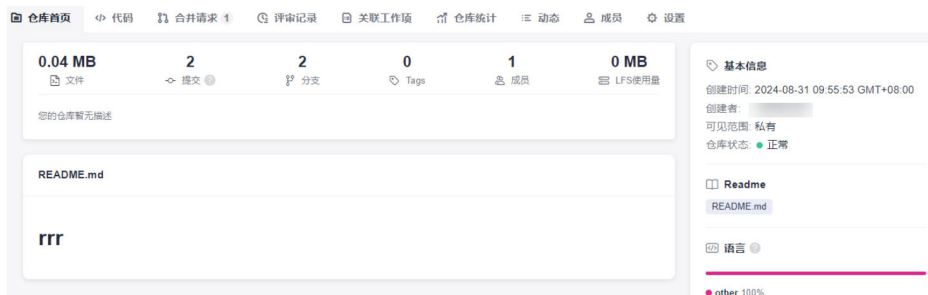 仓库首页 代码 合并请求 1 评审记录 关联工作项 仓库统计 动态 成员 设置
0.04 MB 2 2 0 1 0 MB
文件 提交 分支 Tags 成员 LFS使用量
您的仓库暂无描述
README.md
rrr
基本信息
创建时间: 2024-08-31 09:55:53 GMT+08:00
创建者:
可见范围: 私有
仓库状态: 正常
Readme
README.md
语言
other 100%